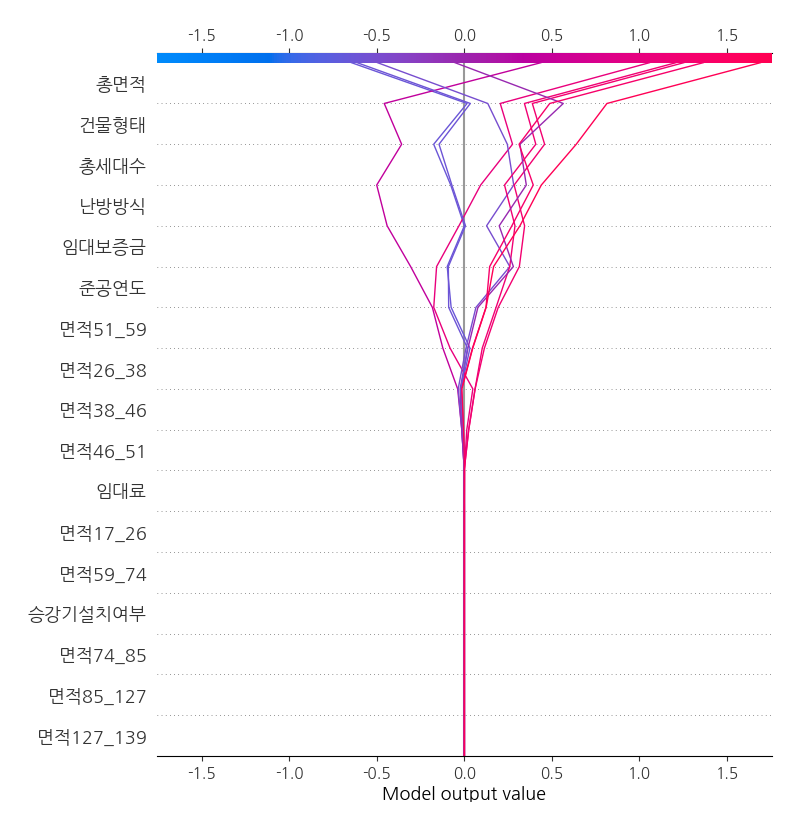 -1.5 -1.0 -0.5 0.0 0.5 1.0 1.5
총면적
건물형태
총세대수
난방방식
임대보증금
준공연도
면적51_59
면적26_38
면적38_46
면적46_51
임대료
면적17_26
면적59_74
승강기설치여부
면적74_85
면적85_127
면적127_139
-1.5 -1.0 -0.5 0.0 0.5 1.0 1.5
Model output value